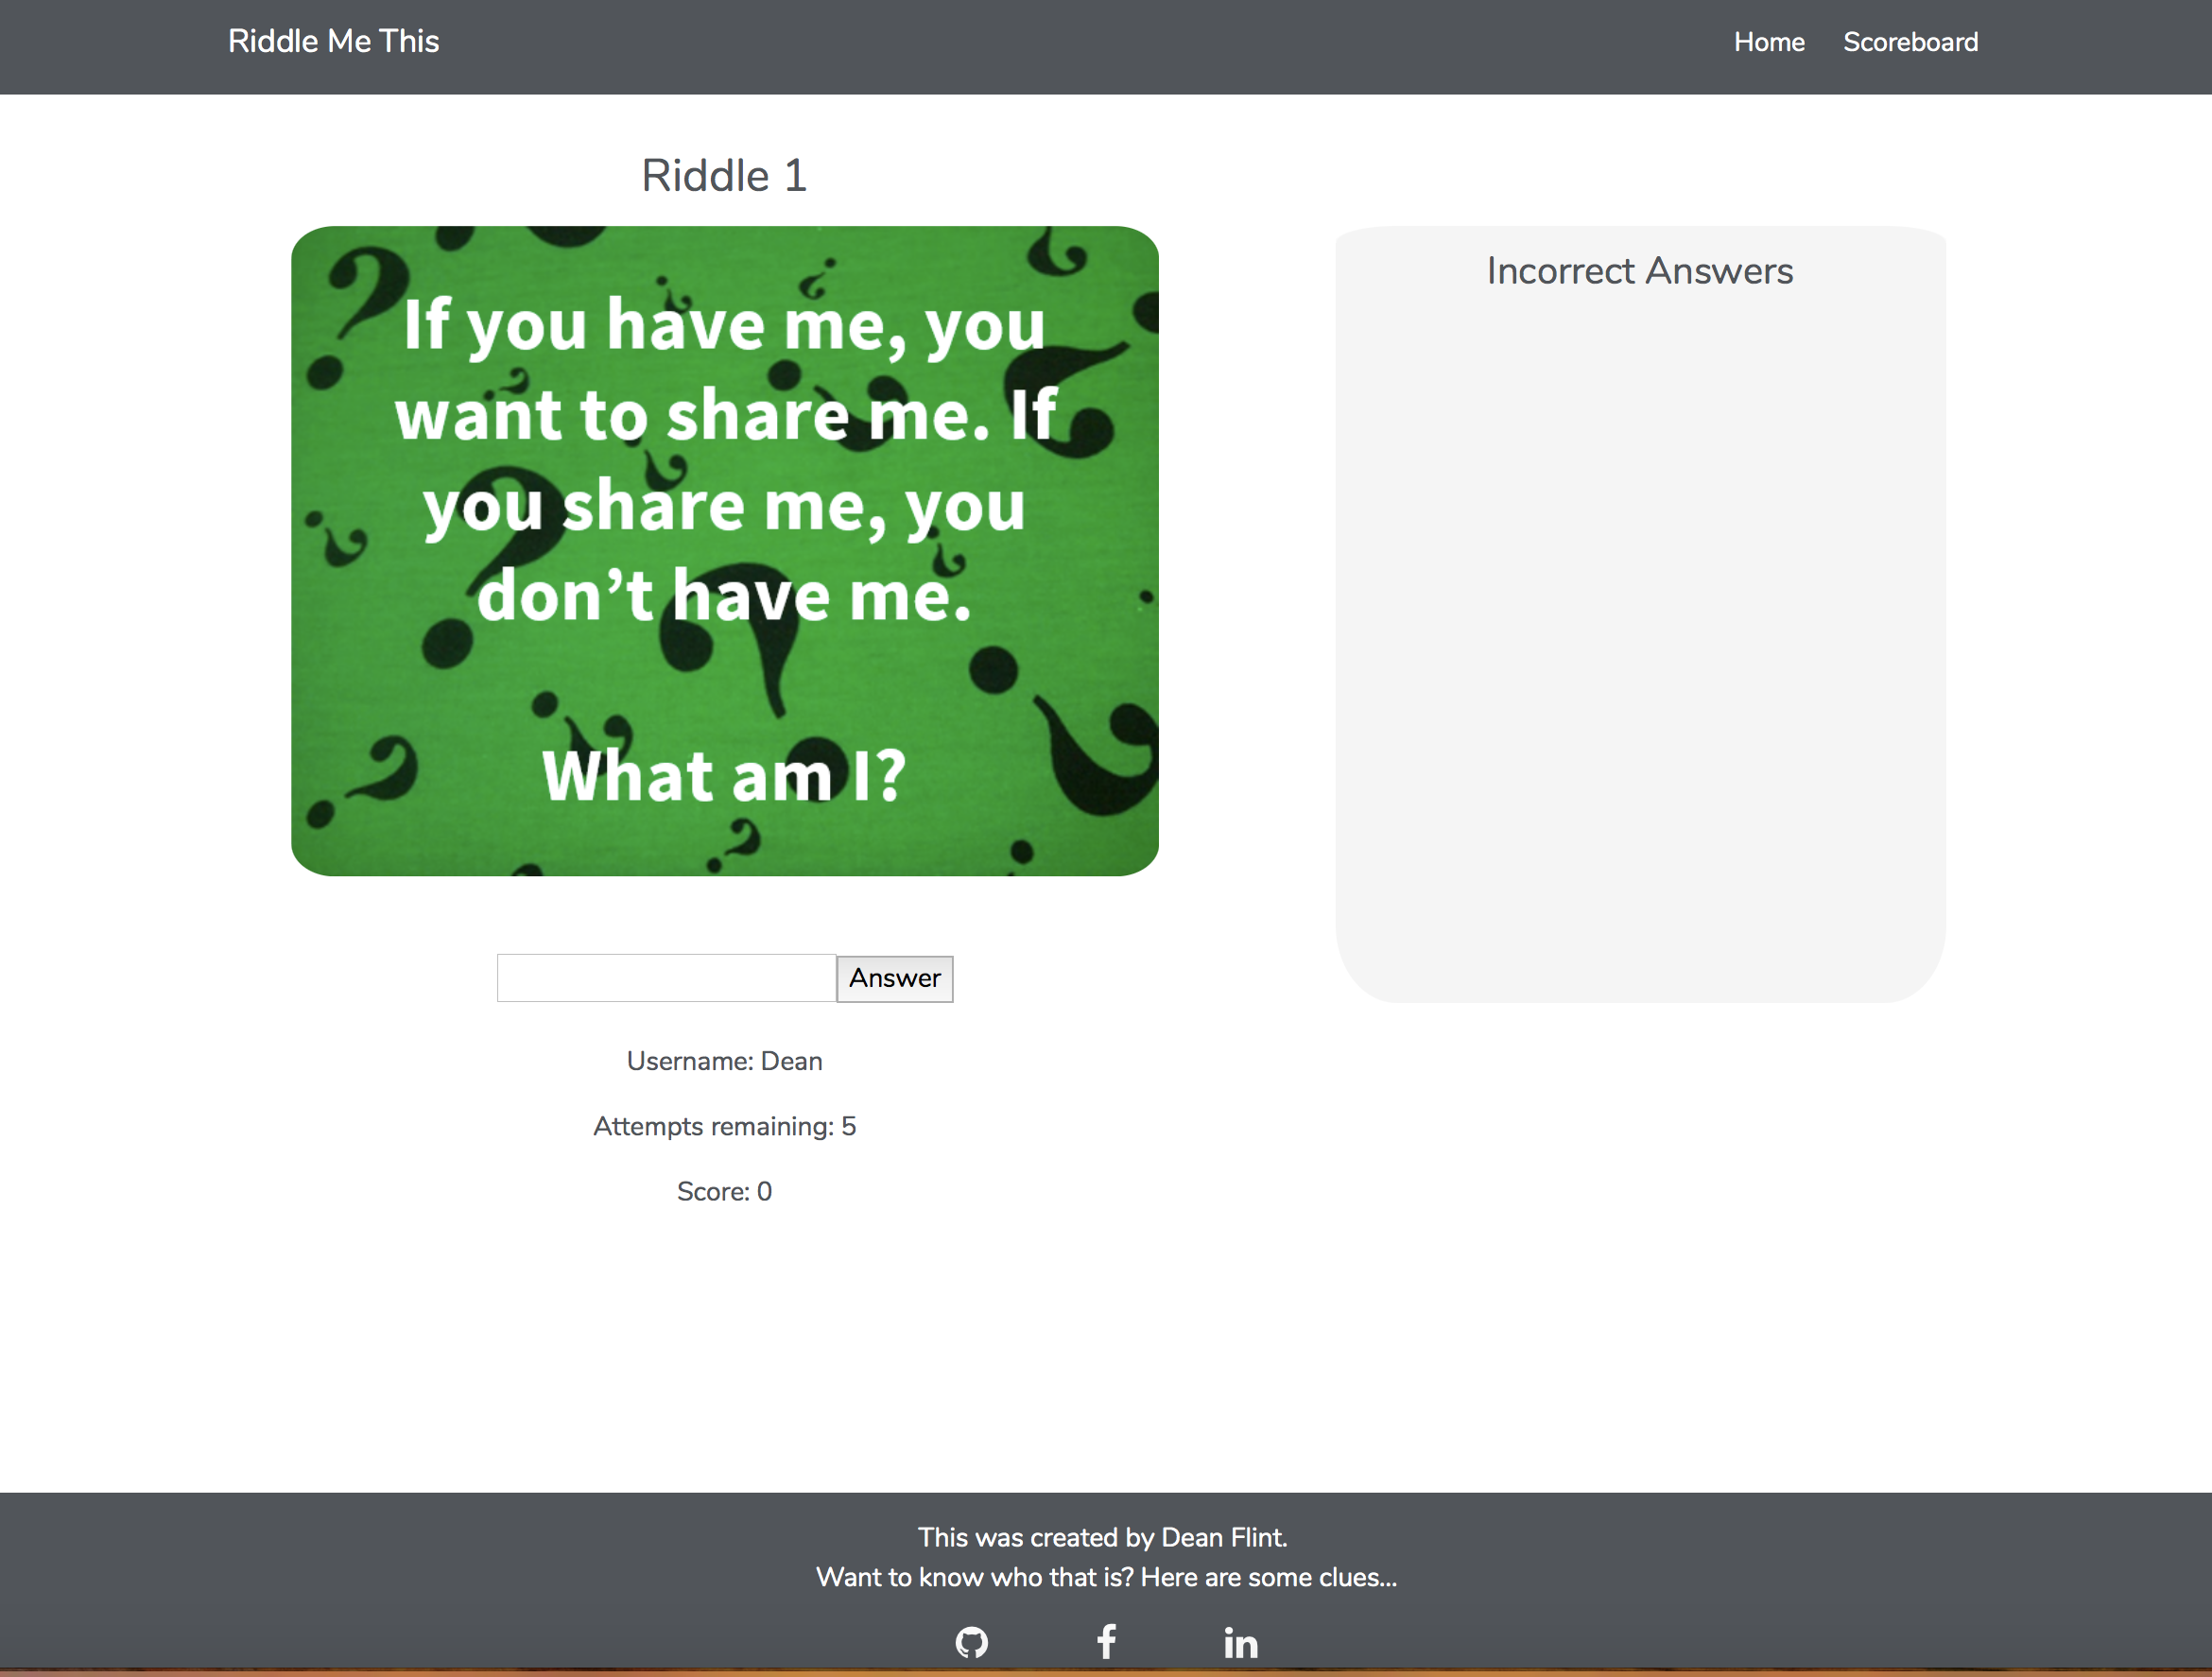 Riddle Me This
Home Scoreboard
Riddle 1
If you have me, you
want to share me. If
you share me, you
don’t have me.
What am I?
Incorrect Answers
Answer
Username: Dean
Attempts remaining: 5
Score: 0
This was created by Dean Flint.
Want to know who that is? Here are some clues...